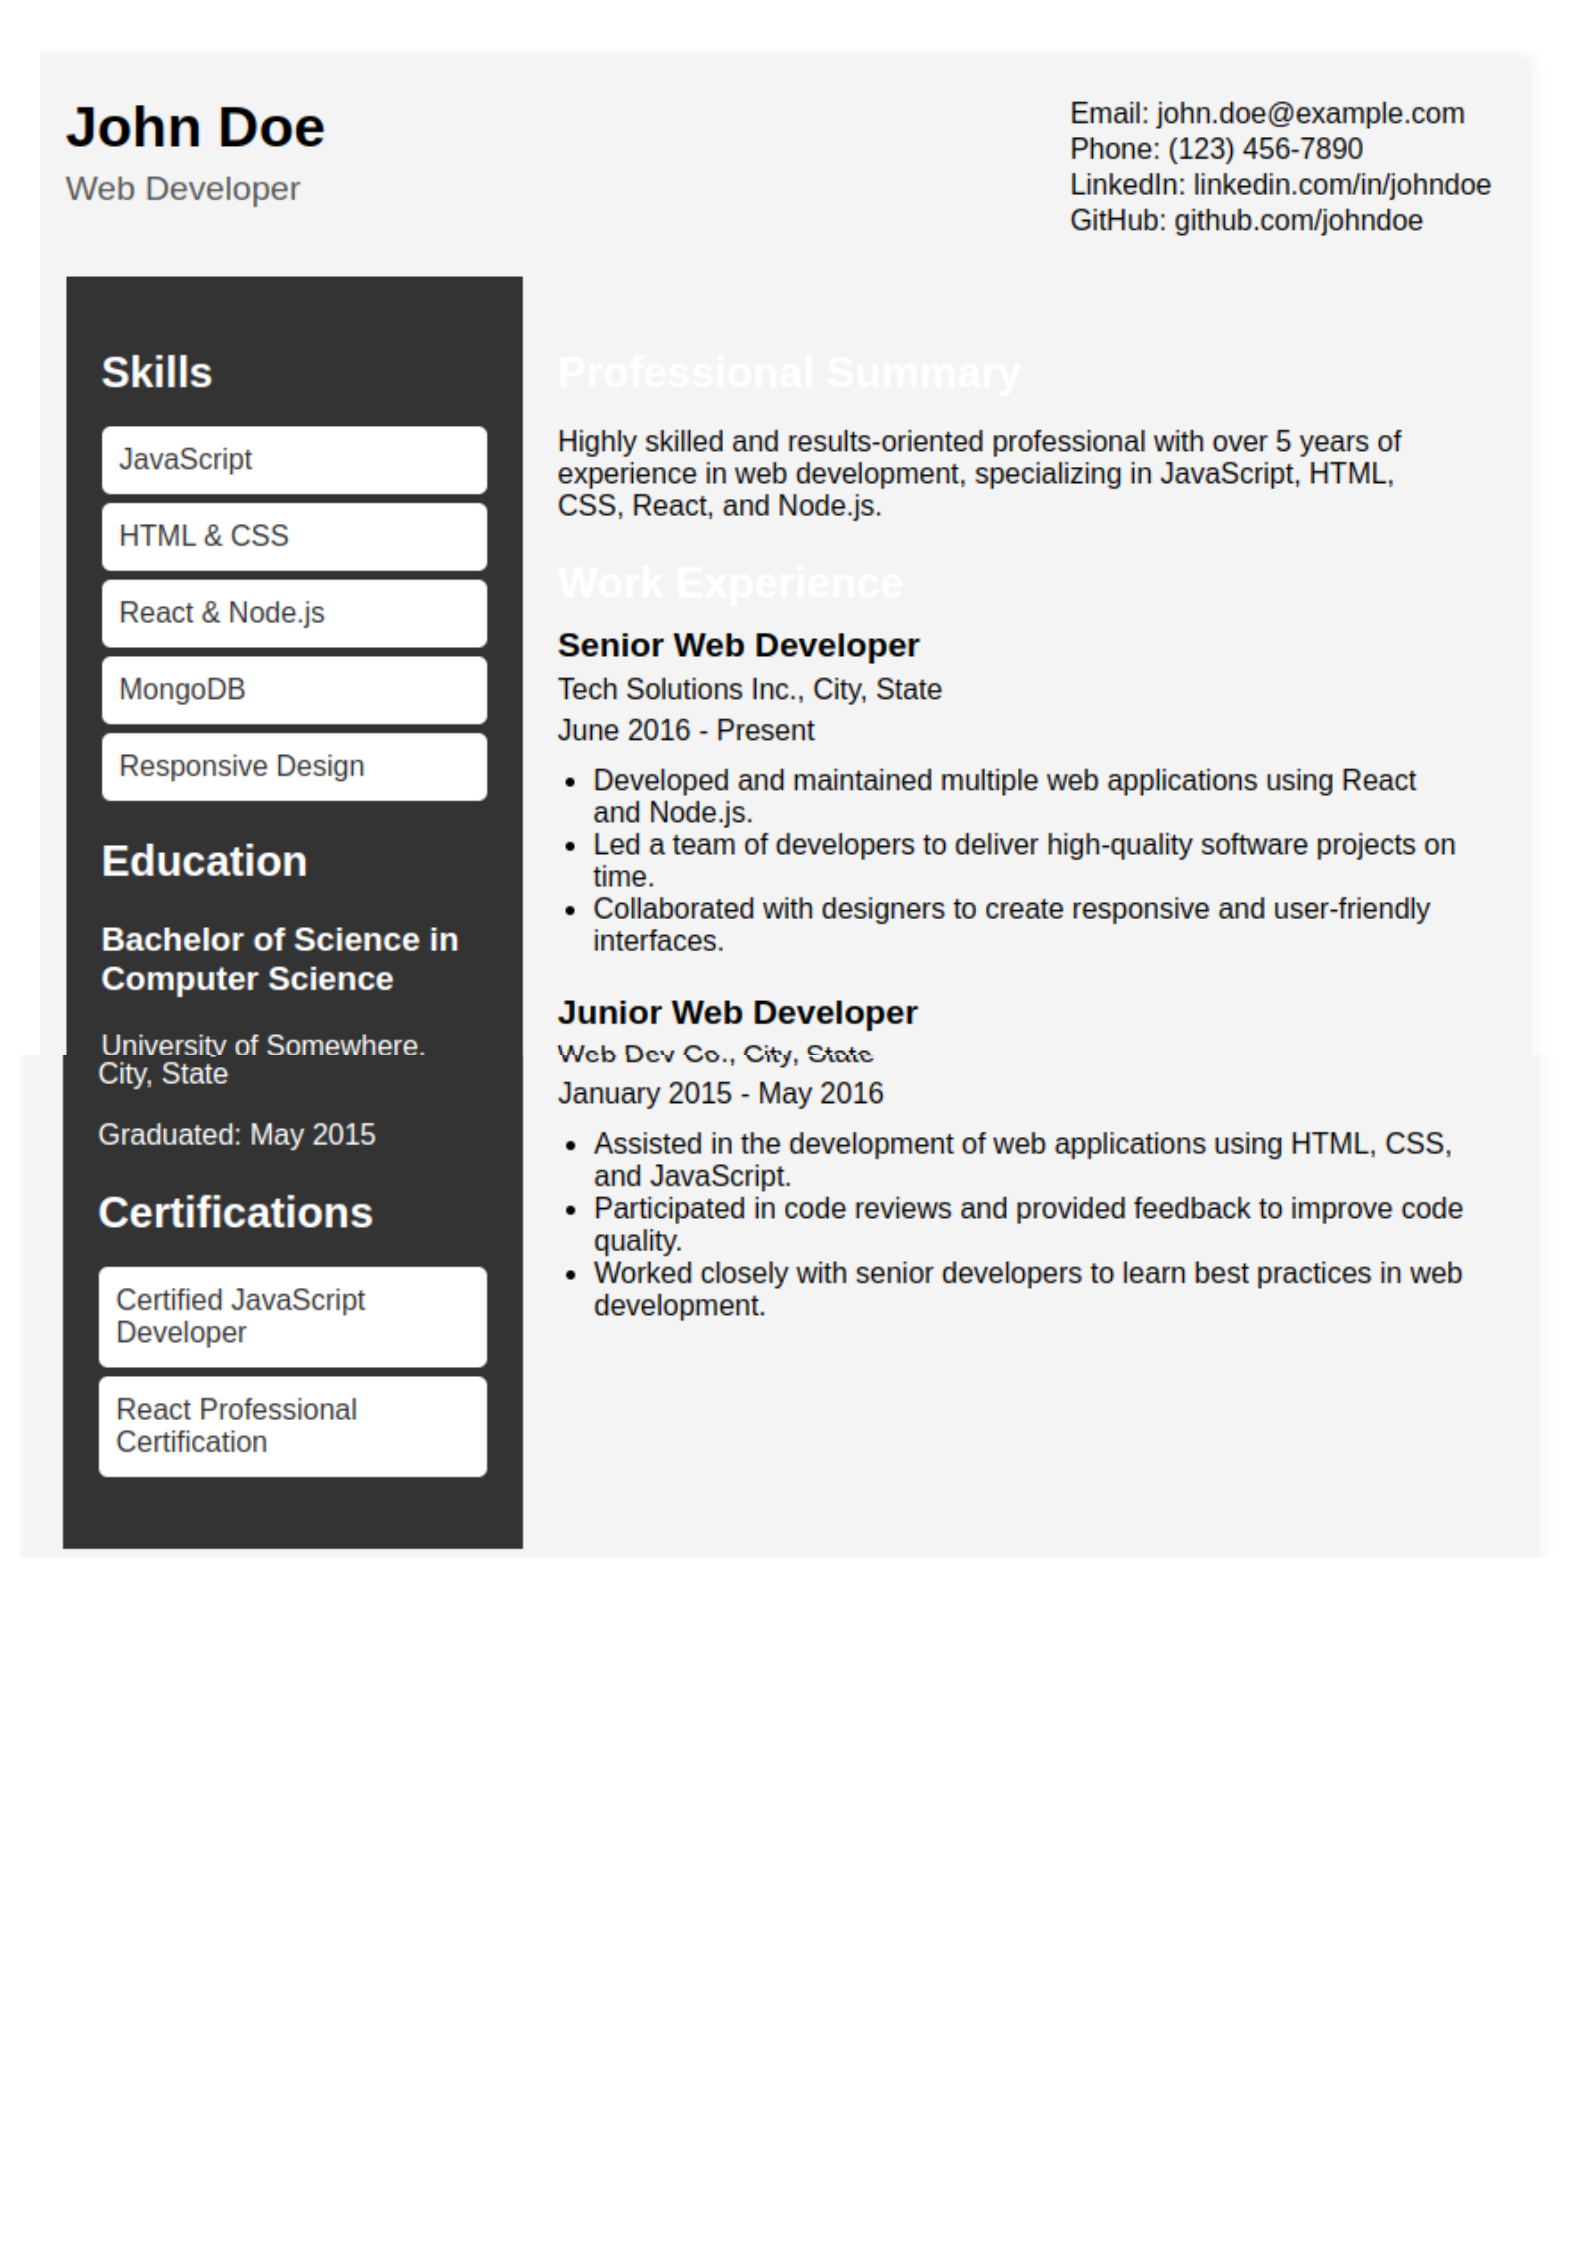 John Doe
Web Developer
Email: john.doe@example.com
Phone: (123) 456-7890
LinkedIn: linkedin.com/in/johndoe
GitHub: github.com/johndoe
Skills
JavaScript
HTML & CSS
React & Node.js
MongoDB
Responsive Design
Education
Bachelor of Science in
Computer Science
University of Somewhere,
City, State
Graduated: May 2015
Certifications
Certified JavaScript
Developer
React Professional
Certification
Professional Summary
Highly skilled and results-oriented professional with over 5 years of
experience in web development, specializing in JavaScript, HTML,
CSS, React, and Node.js.
Work Experience
Senior Web Developer
Tech Solutions Inc., City, State
June 2016 - Present
• Developed and maintained multiple web applications using React
and Node.js.
• Led a team of developers to deliver high-quality software projects on
time.
• Collaborated with designers to create responsive and user-friendly
interfaces.
Junior Web Developer
Web Dev Co., City, State
January 2015 - May 2016
• Assisted in the development of web applications using HTML, CSS,
and JavaScript.
• Participated in code reviews and provided feedback to improve code
quality.
• Worked closely with senior developers to learn best practices in web
development.